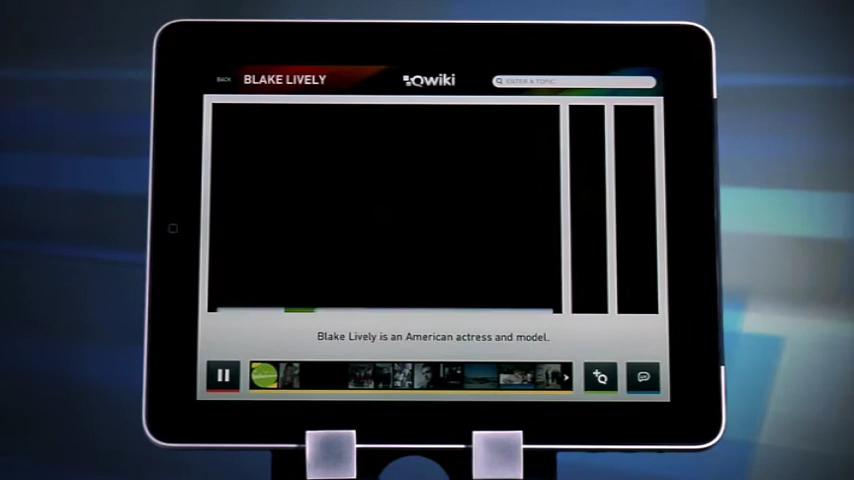 BACK
BLAKE LIVELY
Qwiki
ENTER A TOPIC
Blake Lively is an American actress and model.
+Q